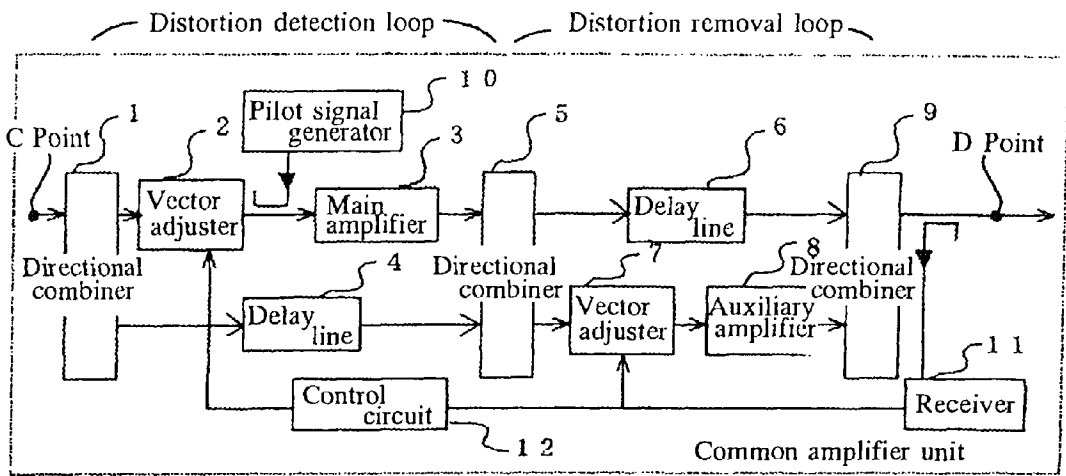 Distortion detection loop
Distortion removal loop
1 0
1
2
Pilot signal
generator
3
5
6
9
C Point
D Point
Vector
adjuster
Main
amplifier
Delay
line
4
7
8
Directional
combiner
Directional
combiner
Directional
combiner
Delay
line
Vector
adjuster
Auxiliary
amplifier
1 1
Control
circuit
Receiver
1 2
Common amplifier unit